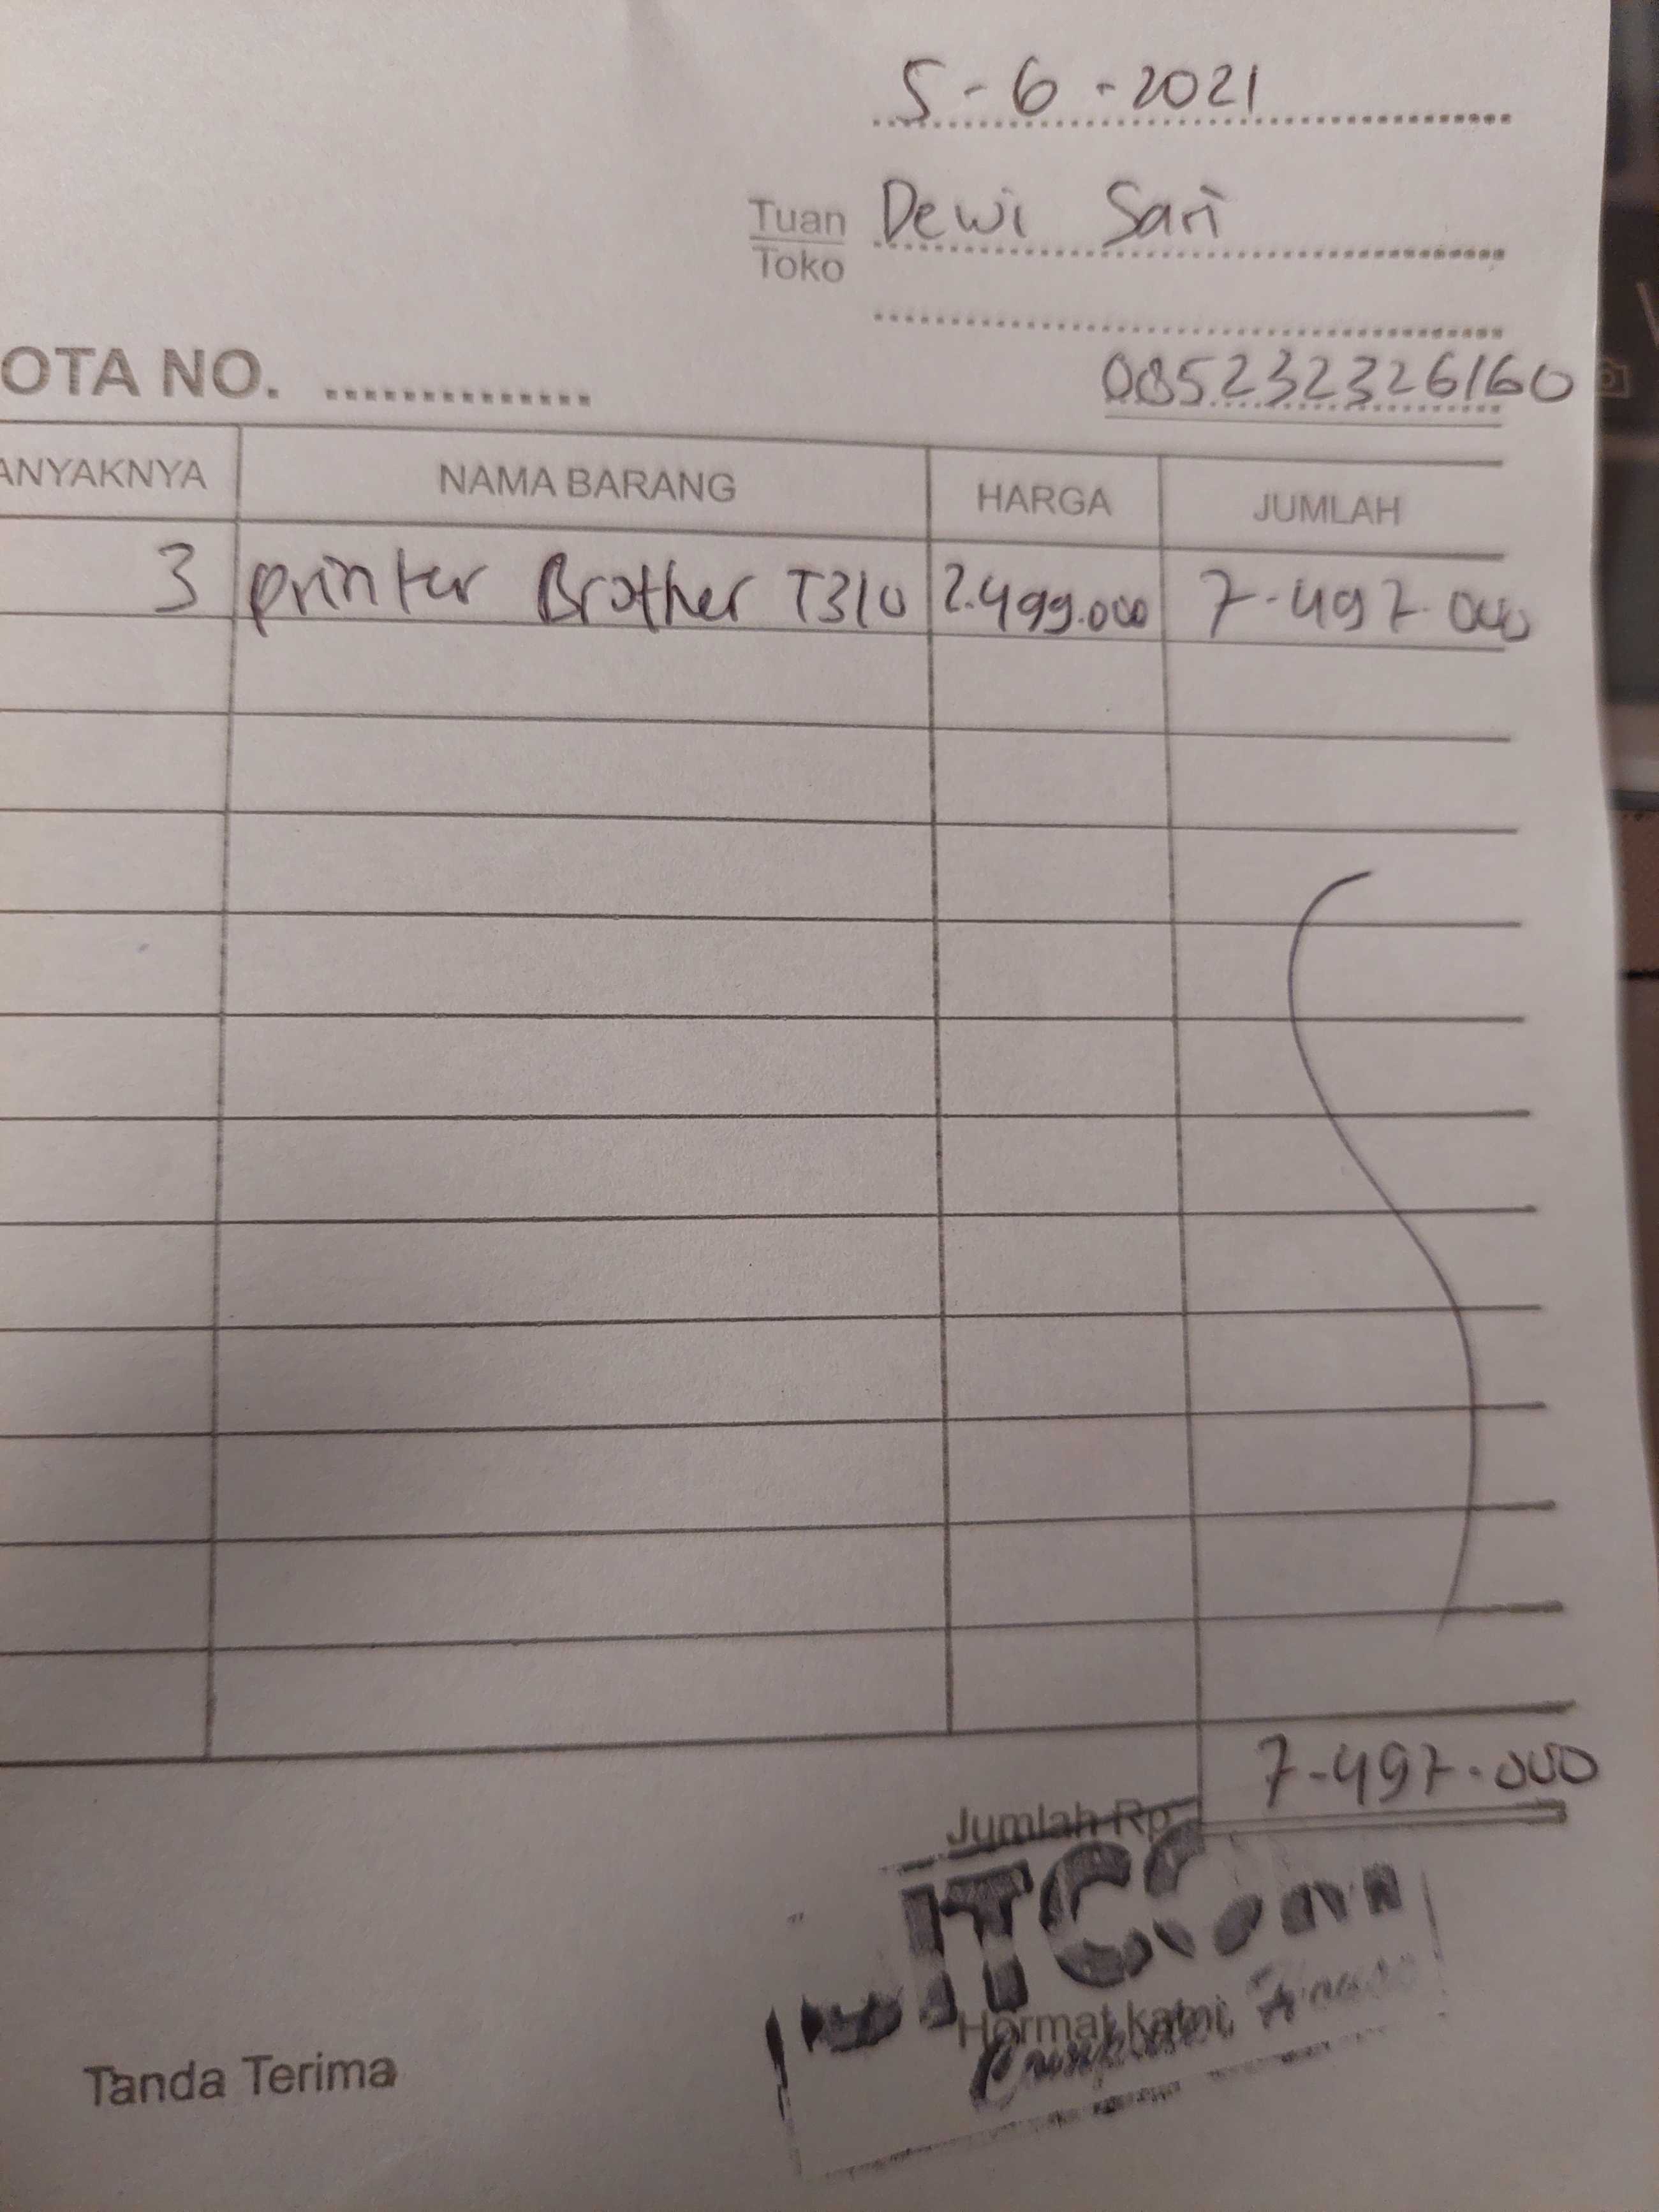 5-6-2021
Tuan Dewi Sari
Toko
OTA NO. ..............
085232326160
ANYAKNYA NAMA BARANG HARGA JUMLAH
3 printer Brother T310 2.499.000 7.497.000
Jumlah Rp 7-497.000
Hormat kami,
Tanda Terima